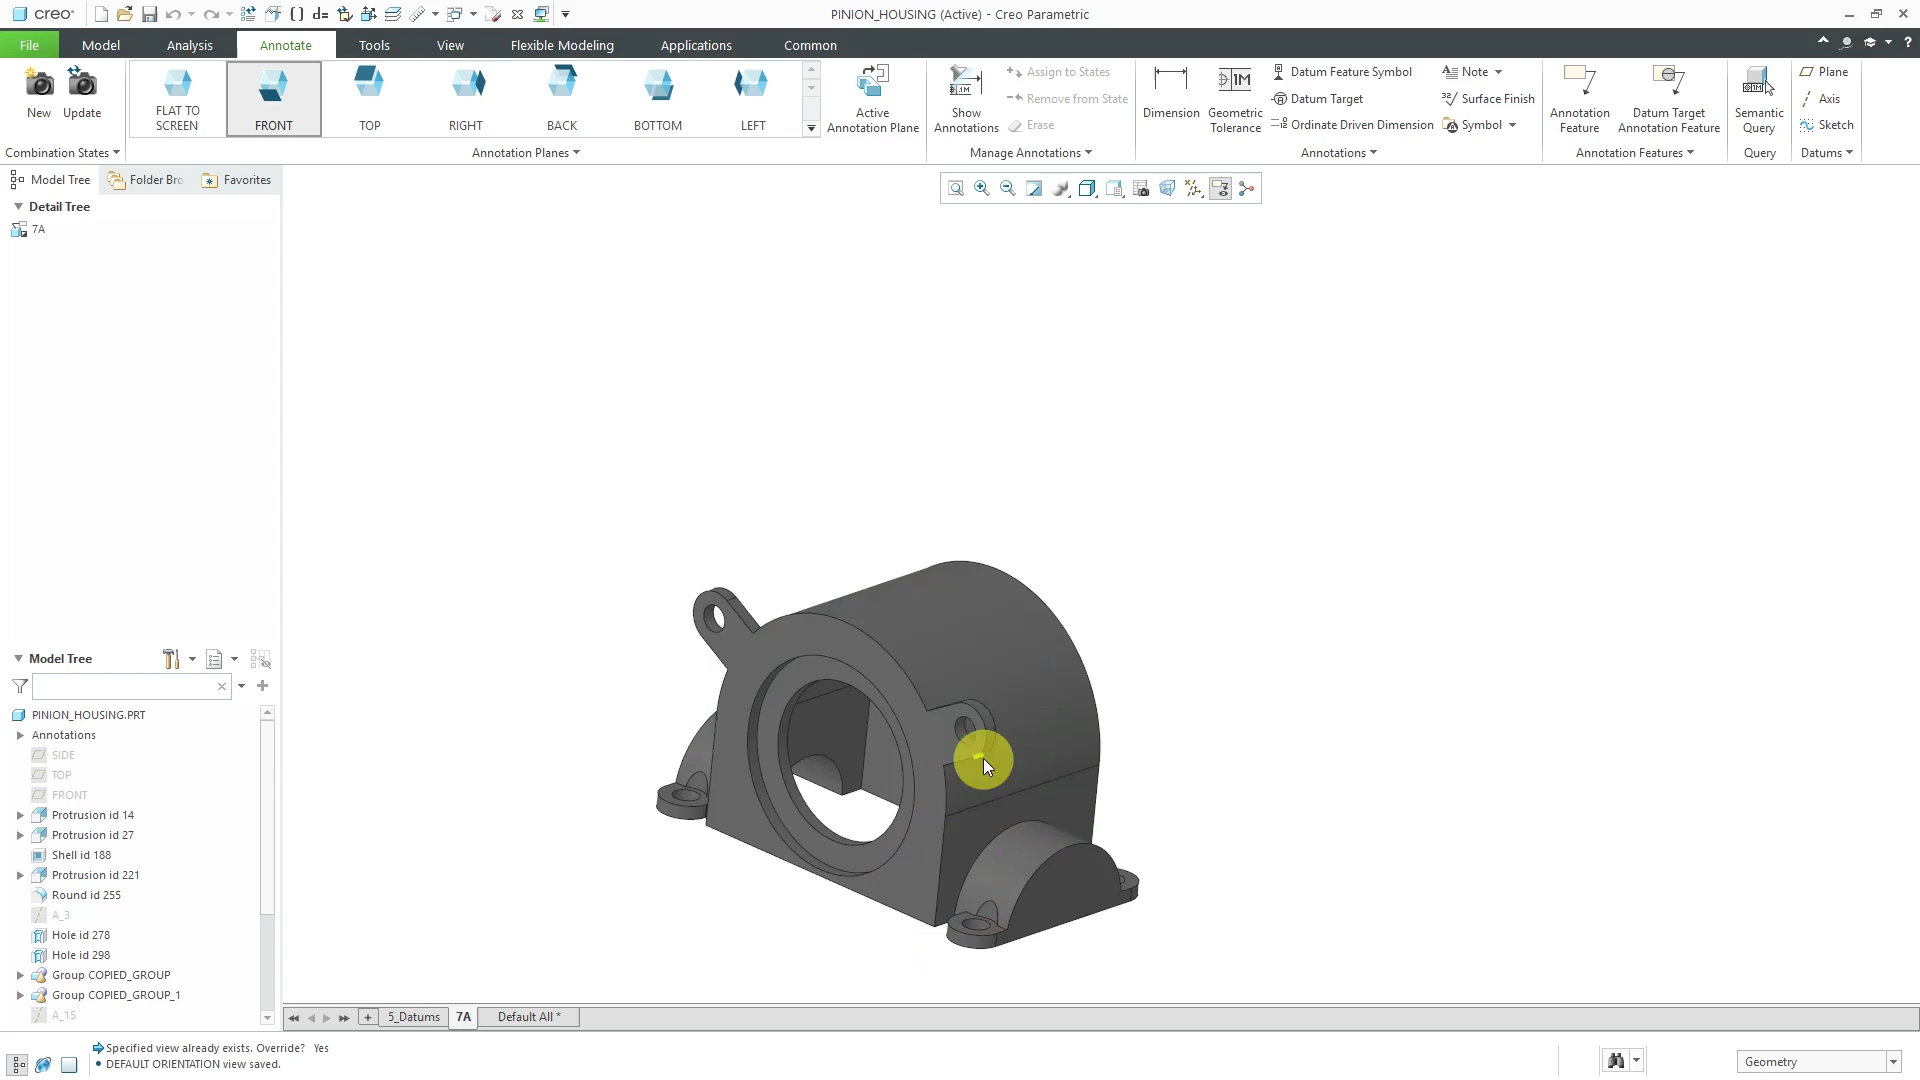 creo
PINION_HOUSING (Active) - Creo Parametric
File
Model
Analysis
Annotate
Tools
View
Flexible Modeling
Applications
Common
New
Update
FLAT TO
SCREEN
FRONT
TOP
RIGHT
BACK
BOTTOM
LEFT
Active
Annotation Plane
Show
Annotations
Assign to States
Remove from State
Erase
Dimension
Geometric
Tolerance
Datum Feature Symbol
Datum Target
Ordinate Driven Dimension
Note
Surface Finish
Symbol
Annotation
Feature
Datum Target
Annotation Feature
Semantic
Query
Plane
Axis
Sketch
Combination States
Annotation Planes
Manage Annotations
Annotations
Annotation Features
Query
Datums
Model Tree
Folder Bro
Favorites
Detail Tree
7A
Model Tree
PINION_HOUSING.PRT
Annotations
SIDE
TOP
FRONT
Protrusion id 14
Protrusion id 27
Shell id 188
Protrusion id 221
Round id 255
A_3
Hole id 278
Hole id 298
Group COPIED_GROUP
Group COPIED_GROUP_1
A_15
5_Datums
7A
Default All *
Specified view already exists. Override? Yes
• DEFAULT ORIENTATION view saved.
Geometry